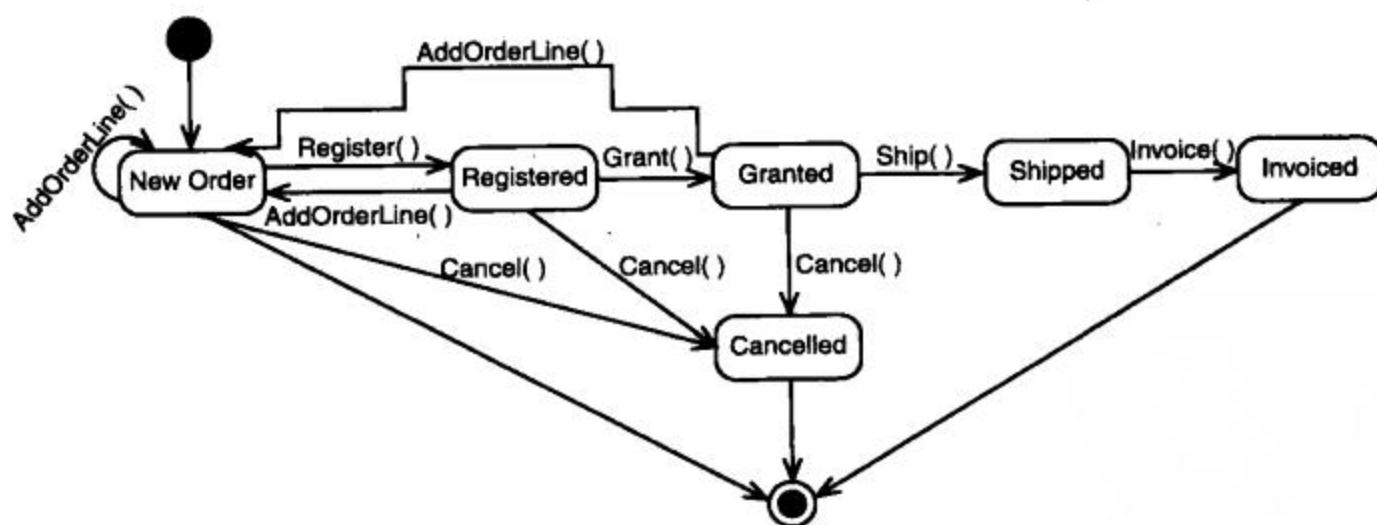 AddOrderLine( )
AddOrderLine( )
Register( )
Grant( )
Ship( )
Invoice( )
New Order
Registered
Granted
Shipped
Invoiced
AddOrderLine( )
Cancel( )
Cancel( )
Cancel( )
Cancelled